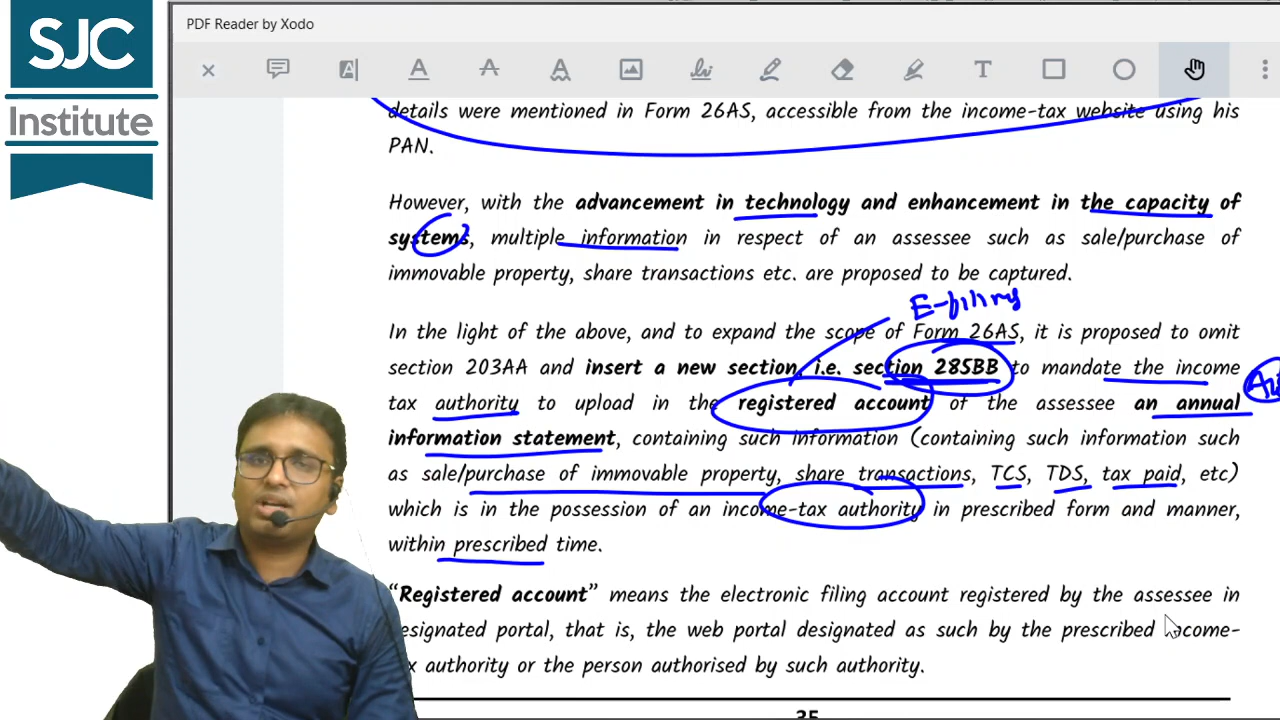 SJC
Institute
PDF Reader by Xodo
details were mentioned in Form 26AS, accessible from the income-tax website using his
PAN.
However, with the advancement in technology and enhancement in the capacity of
systems, multiple information in respect of an assessee such as sale/purchase of
immovable property, share transactions etc. are proposed to be captured.
E-filing
In the light of the above, and to expand the scope of Form 26AS, it is proposed to omit
section 203AA and insert a new section, i.e. section 285BB to mandate the income
tax authority to upload in the registered account of the assessee an annual
information statement, containing such information (containing such information such
as sale/purchase of immovable property, share transactions, TCS, TDS, tax paid, etc)
which is in the possession of an income-tax authority in prescribed form and manner,
within prescribed time.
“Registered account” means the electronic filing account registered by the assessee in
designated portal, that is, the web portal designated as such by the prescribed income-
authority or the person authorised by such authority.
35